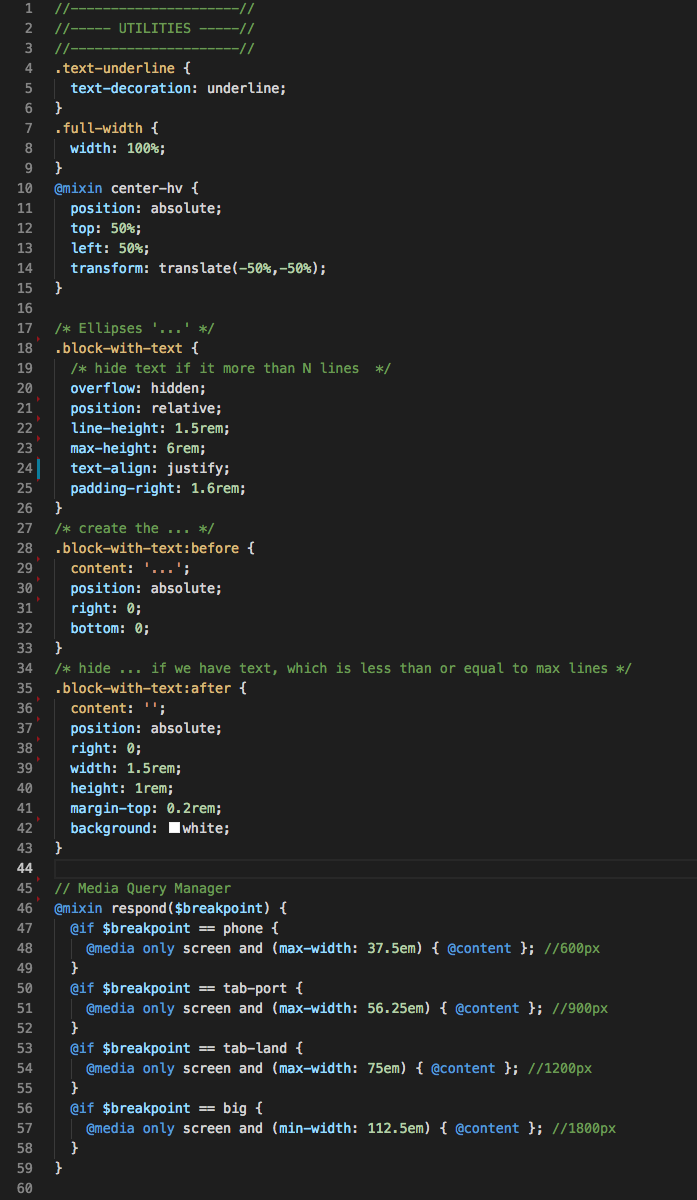 1 //---------------------//
2 //----- UTILITIES -----//
3 //---------------------//
4 .text-underline {
5   text-decoration: underline;
6 }
7 .full-width {
8   width: 100%;
9 }
10 @mixin center-hv {
11   position: absolute;
12   top: 50%;
13   left: 50%;
14   transform: translate(-50%,-50%);
15 }
16
17 /* Ellipses '...' */
18 .block-with-text {
19   /* hide text if it more than N lines  */
20   overflow: hidden;
21   position: relative;
22   line-height: 1.5rem;
23   max-height: 6rem;
24   text-align: justify;
25   padding-right: 1.6rem;
26 }
27 /* create the ... */
28 .block-with-text:before {
29   content: '...';
30   position: absolute;
31   right: 0;
32   bottom: 0;
33 }
34 /* hide ... if we have text, which is less than or equal to max lines */
35 .block-with-text:after {
36   content: '';
37   position: absolute;
38   right: 0;
39   width: 1.5rem;
40   height: 1rem;
41   margin-top: 0.2rem;
42   background: white;
43 }
44
45 // Media Query Manager
46 @mixin respond($breakpoint) {
47   @if $breakpoint == phone {
48     @media only screen and (max-width: 37.5em) { @content }; //600px
49   }
50   @if $breakpoint == tab-port {
51     @media only screen and (max-width: 56.25em) { @content }; //900px
52   }
53   @if $breakpoint == tab-land {
54     @media only screen and (max-width: 75em) { @content }; //1200px
55   }
56   @if $breakpoint == big {
57     @media only screen and (min-width: 112.5em) { @content }; //1800px
58   }
59 }
60